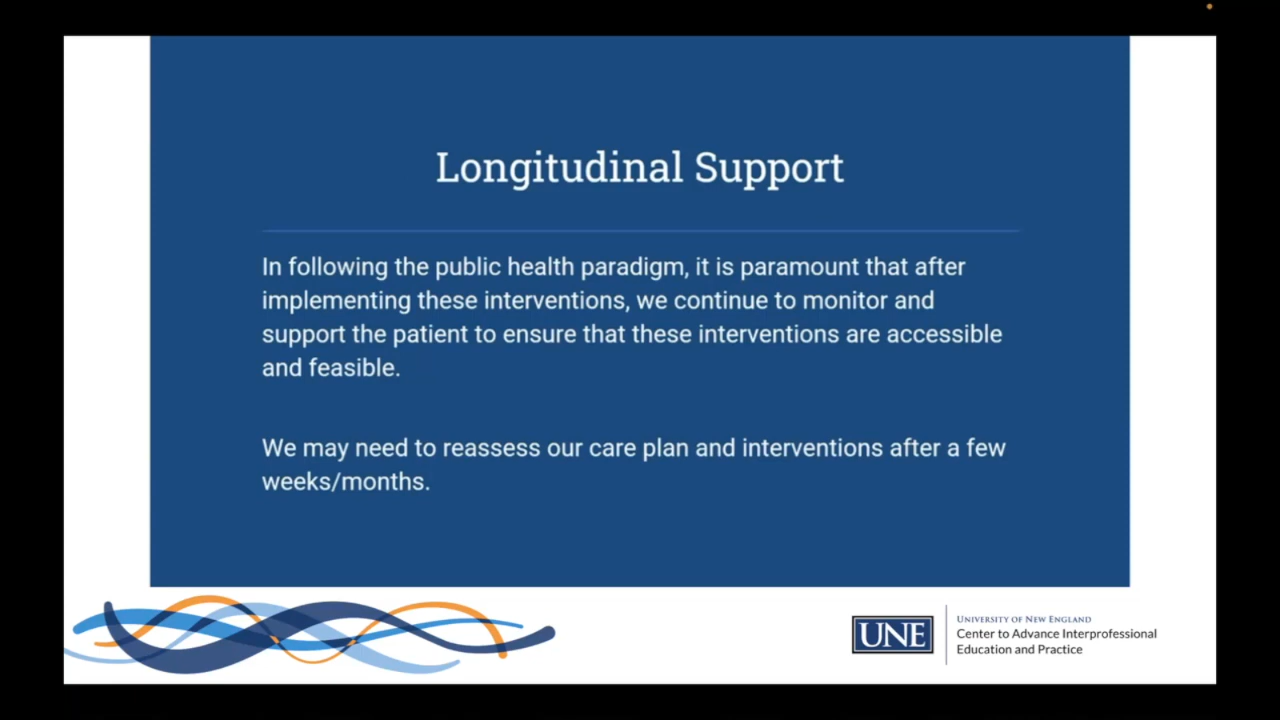 Longitudinal Support
In following the public health paradigm, it is paramount that after
implementing these interventions, we continue to monitor and
support the patient to ensure that these interventions are accessible
and feasible.
We may need to reassess our care plan and interventions after a few
weeks/months.
UNE
UNIVERSITY OF NEW ENGLAND
Center to Advance Interprofessional
Education and Practice